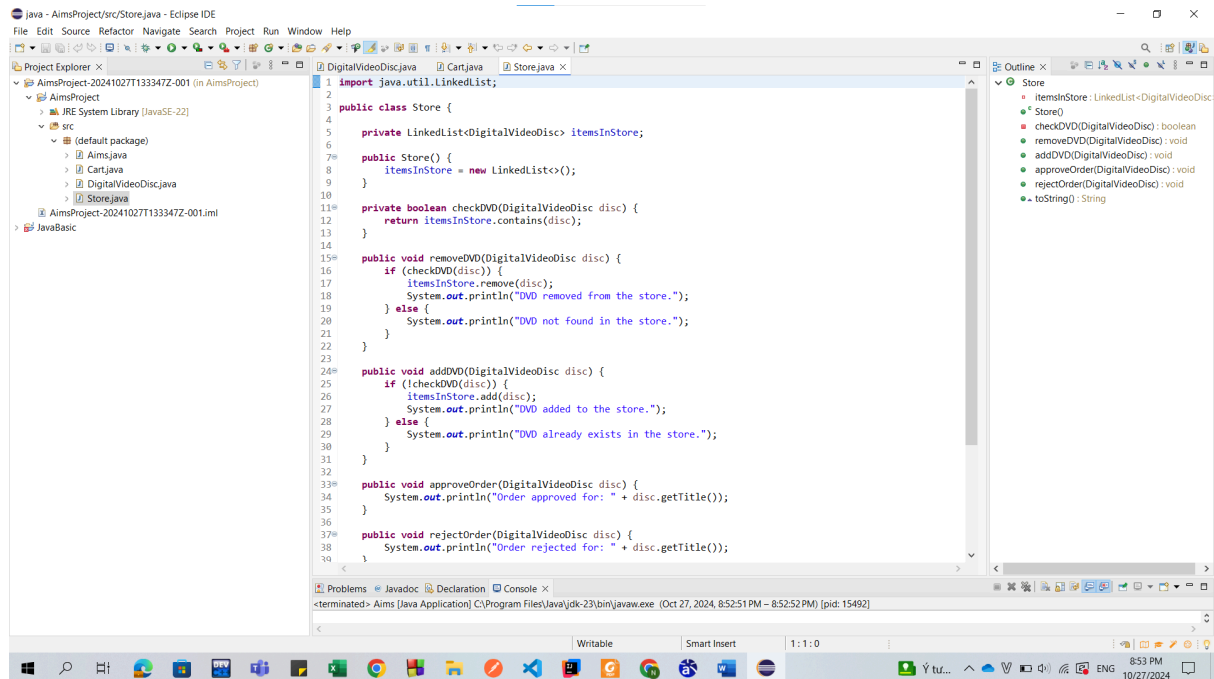 java - AimsProject/src/Store.java - Eclipse IDE
File Edit Source Refactor Navigate Search Project Run Window Help
Project Explorer
AimsProject-20241027T133347Z-001 (in AimsProject)
AimsProject
JRE System Library [JavaSE-22]
src
(default package)
Aims.java
Cart.java
DigitalVideoDisc.java
Store.java
AimsProject-20241027T133347Z-001.iml
JavaBasic
DigitalVideoDisc.java Cart.java Store.java
1 import java.util.LinkedList;
2
3 public class Store {
4
5 private LinkedList<DigitalVideoDisc> itemsInStore;
6
7 public Store() {
8 itemsInStore = new LinkedList<>();
9 }
10
11 private boolean checkDVD(DigitalVideoDisc disc) {
12 return itemsInStore.contains(disc);
13 }
14
15 public void removeDVD(DigitalVideoDisc disc) {
16 if (checkDVD(disc)) {
17 itemsInStore.remove(disc);
18 System.out.println("DVD removed from the store.");
19 } else {
20 System.out.println("DVD not found in the store.");
21 }
22 }
23
24 public void addDVD(DigitalVideoDisc disc) {
25 if (!checkDVD(disc)) {
26 itemsInStore.add(disc);
27 System.out.println("DVD added to the store.");
28 } else {
29 System.out.println("DVD already exists in the store.");
30 }
31 }
32
33 public void approveOrder(DigitalVideoDisc disc) {
34 System.out.println("Order approved for: " + disc.getTitle());
35 }
36
37 public void rejectOrder(DigitalVideoDisc disc) {
38 System.out.println("Order rejected for: " + disc.getTitle());
39 }
Outline
Store
itemsInStore : LinkedList<DigitalVideoDisc
Store()
checkDVD(DigitalVideoDisc) : boolean
removeDVD(DigitalVideoDisc) : void
addDVD(DigitalVideoDisc) : void
approveOrder(DigitalVideoDisc) : void
rejectOrder(DigitalVideoDisc) : void
toString() : String
Problems Javadoc Declaration Console
<terminated> Aims [Java Application] C:\Program Files\Java\jdk-23\bin\javaw.exe (Oct 27, 2024, 8:52:51 PM – 8:52:52 PM) [pid: 15492]
Writable Smart Insert 1 : 1 : 0
DEV
Ý tư...
ENG
8:53 PM
10/27/2024